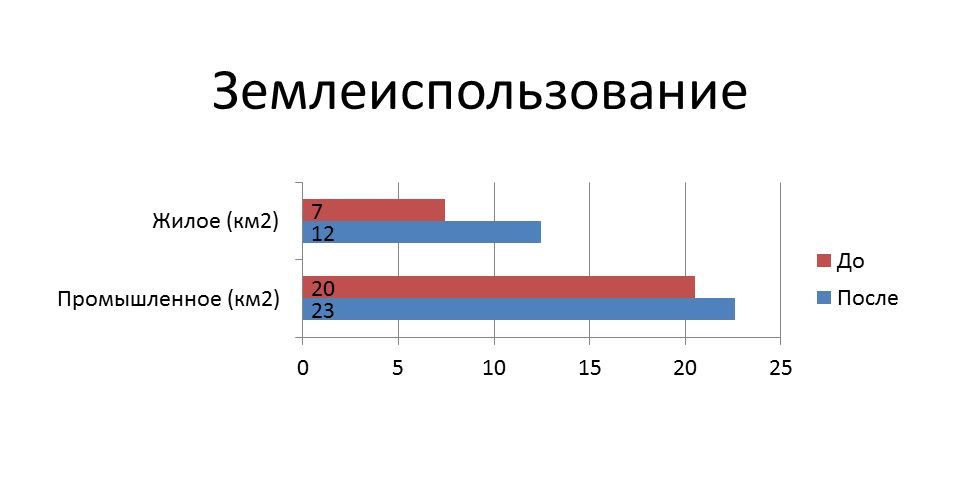 Землеиспользование
Жилое (км2)
7
12
Промышленное (км2)
20
23
До
После
0 5 10 15 20 25